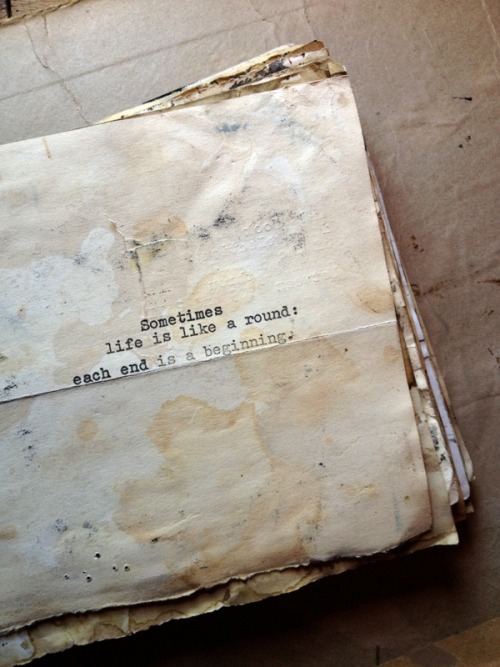 Sometimes
life is like a round:
each end is a beginning.